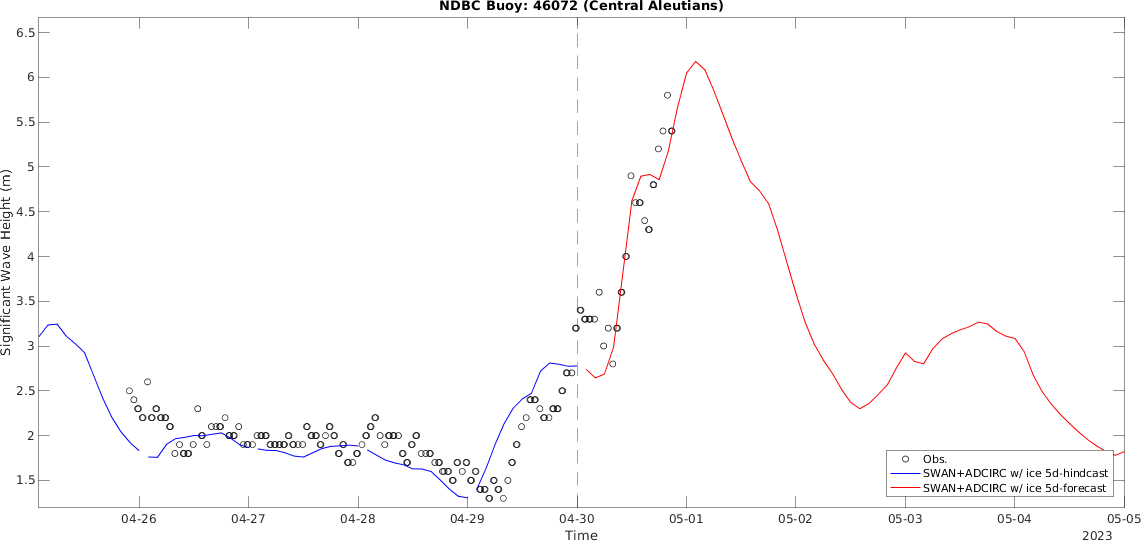 NDBC Buoy: 46072 (Central Aleutians)
6.5
6
5.5
5
4.5
4
3.5
3
2.5
2
1.5
Significant Wave Height (m)
Obs.
SWAN+ADCIRC w/ ice 5d-hindcast
SWAN+ADCIRC w/ ice 5d-forecast
04-26 04-27 04-28 04-29 04-30 05-01 05-02 05-03 05-04 05-05
Time
2023